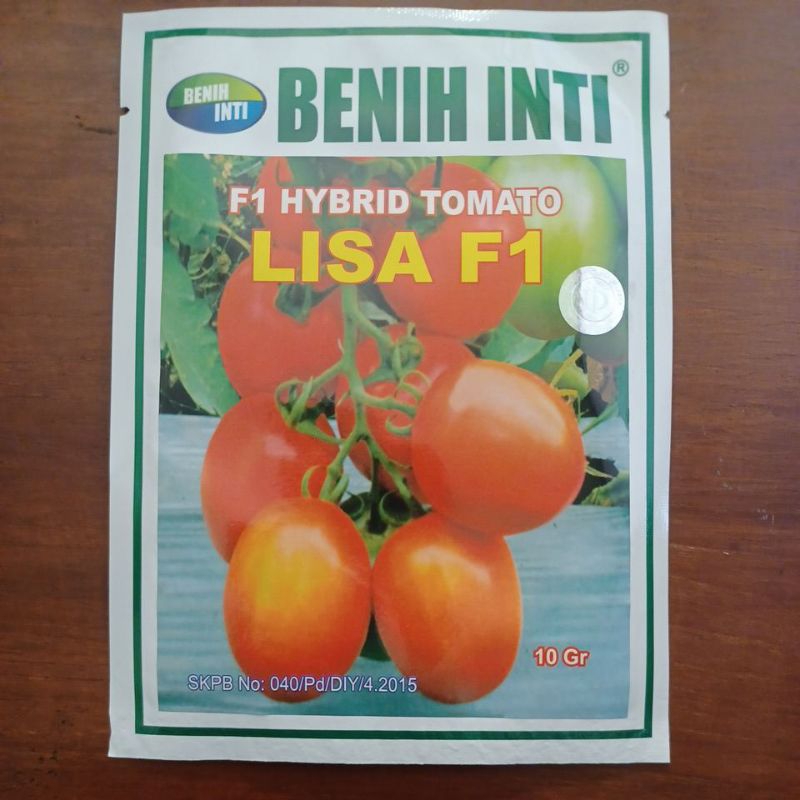 BENIH
INTI
BENIH INTI®
F1 HYBRID TOMATO
LISA F1
10 Gr
SKPB No: 040/Pd/DIY/4.2015